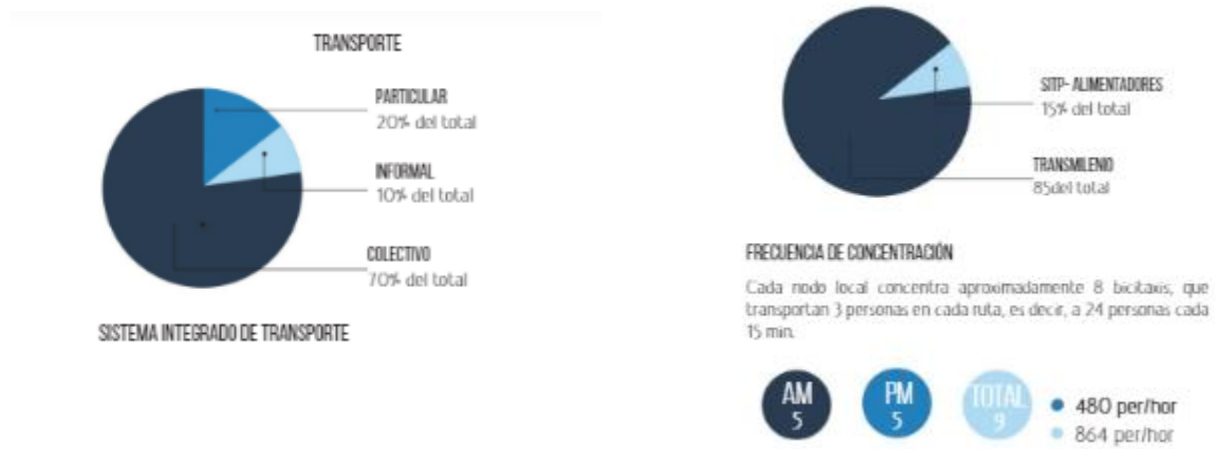 TRANSPORTE
PARTICULAR
20% del total
INFORMAL
10% del total
COLECTIVO
70% del total
SISTEMA INTEGRADO DE TRANSPORTE
SITP- ALIMENTADORES
15% del total
TRANSMILENIO
85del total
FRECUENCIA DE CONCENTRACIÓN
Cada nodo local concentra aproximadamente 8 bicitaxis, que
transportan 3 personas en cada ruta, es decir, a 24 personas cada
15 min.
AM
5
PM
5
TOTAL
9
480 per/hor
864 per/hor